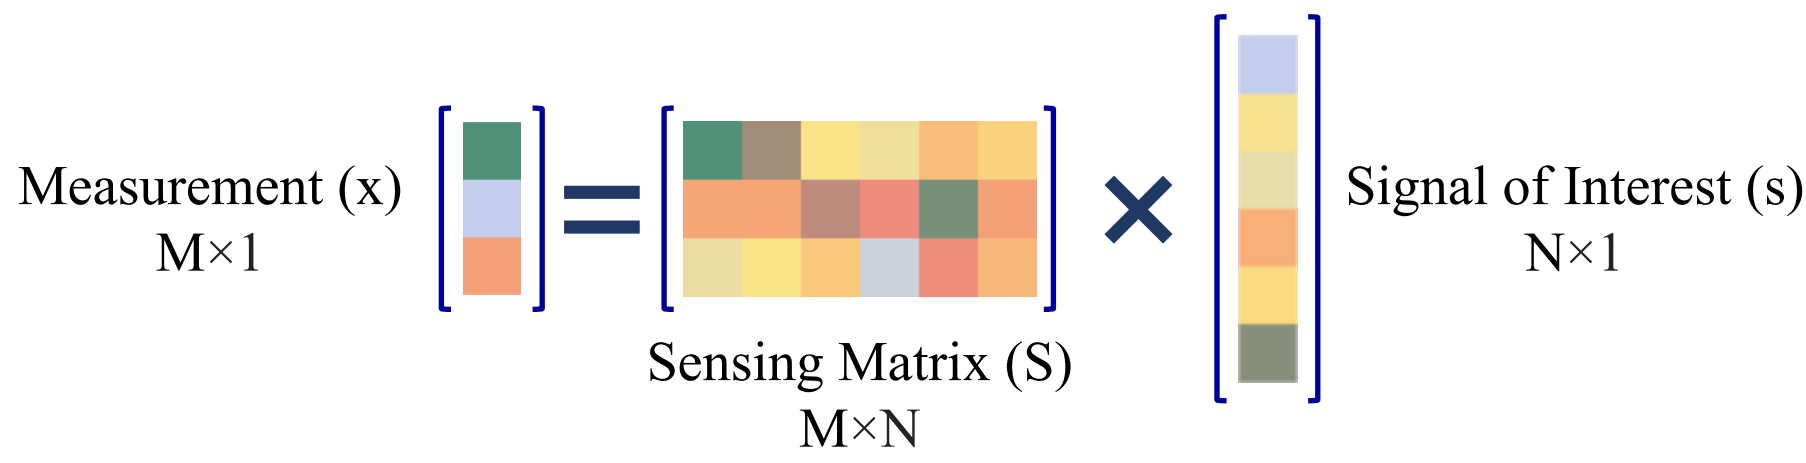 Measurement (x)
M×1
=
Sensing Matrix (S)
M×N
×
Signal of Interest (s)
N×1